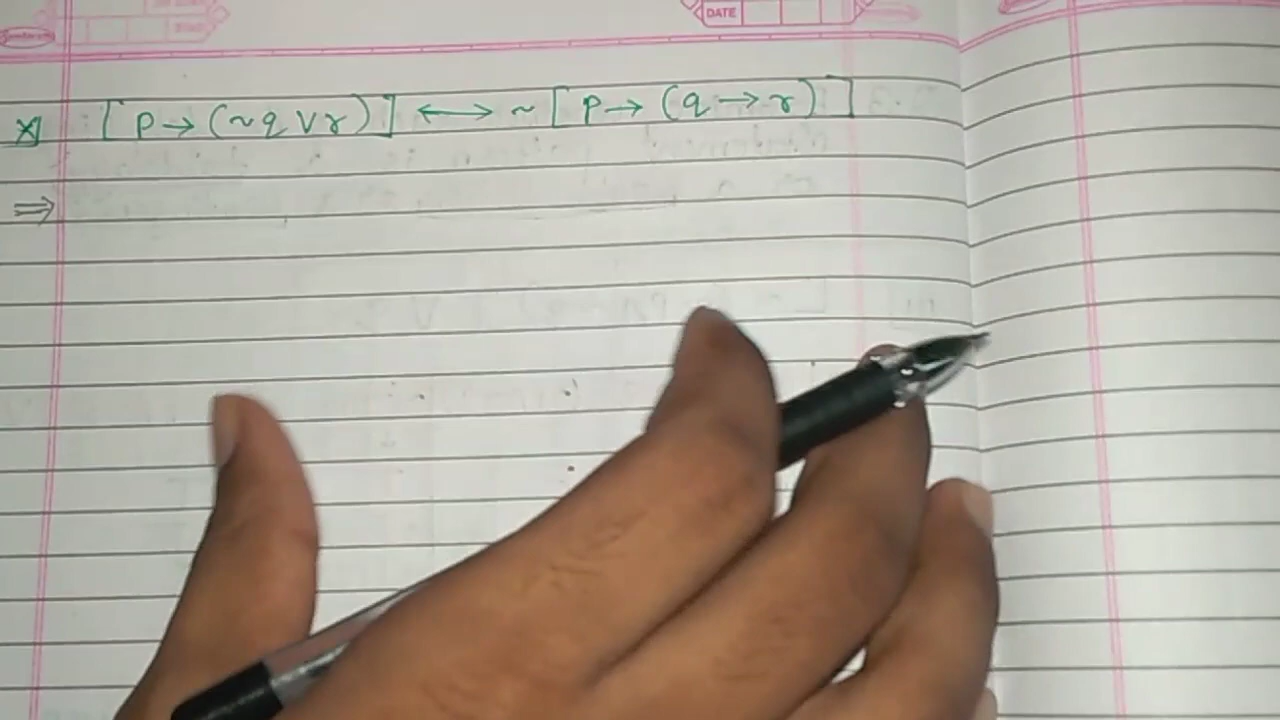 DATE
x] [ p → (~q ∨ r) ] ↔ ~ [ p → (q → r) ]
⇒